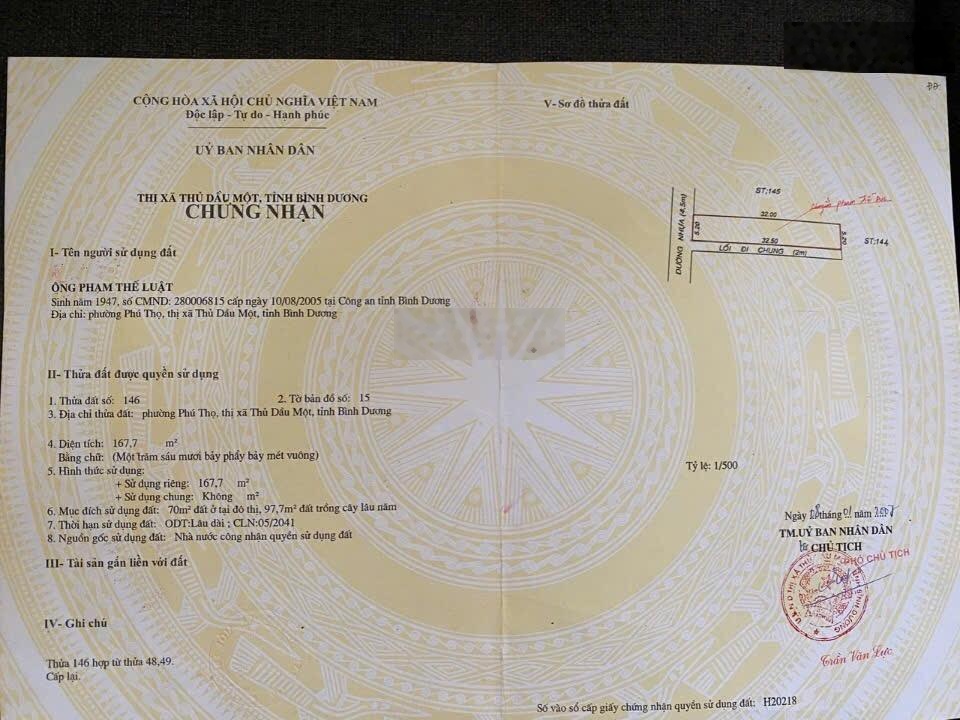 CỘNG HÒA XÃ HỘI CHỦ NGHĨA VIỆT NAM
Độc lập - Tự do - Hạnh phúc
UỶ BAN NHÂN DÂN
THỊ XÃ THỦ DẦU MỘT, TỈNH BÌNH DƯƠNG
CHỨNG NHẬN
I- Tên người sử dụng đất
ÔNG PHẠM THẾ LUẬT
Sinh năm 1947, số CMND: 280006815 cấp ngày 10/08/2005 tại Công an tỉnh Bình Dương
Địa chỉ: phường Phú Thọ, thị xã Thủ Dầu Một, tỉnh Bình Dương
II- Thửa đất được quyền sử dụng
1. Thửa đất số: 146 2. Tờ bản đồ số: 15
3. Địa chỉ thửa đất: phường Phú Thọ, thị xã Thủ Dầu Một, tỉnh Bình Dương
4. Diện tích: 167,7 m²
Bằng chữ: (Một trăm sáu mươi bảy phẩy bảy mét vuông)
5. Hình thức sử dụng:
+ Sử dụng riêng: 167,7 m²
+ Sử dụng chung: Không m²
6. Mục đích sử dụng đất: 70m² đất ở tại đô thị, 97,7m² đất trồng cây lâu năm
7. Thời hạn sử dụng đất: ODT:Lâu dài ; CLN:05/2041
8. Nguồn gốc sử dụng đất: Nhà nước công nhận quyền sử dụng đất
III- Tài sản gắn liền với đất
IV- Ghi chú
Thửa 146 hợp từ thửa 48,49.
Cấp lại.
V- Sơ đồ thửa đất
ST:145
ĐƯỜNG NHỰA (4,5m)
32.00
5.20
5.20
32.50
LỐI ĐI CHUNG (2m)
ST:144
Tỷ lệ: 1/500
Ngày tháng 01 năm
TM.UỶ BAN NHÂN DÂN
CHỦ TỊCH
PHÓ CHỦ TỊCH
Trần Văn Lực
Số vào sổ cấp giấy chứng nhận quyền sử dụng đất: H20218